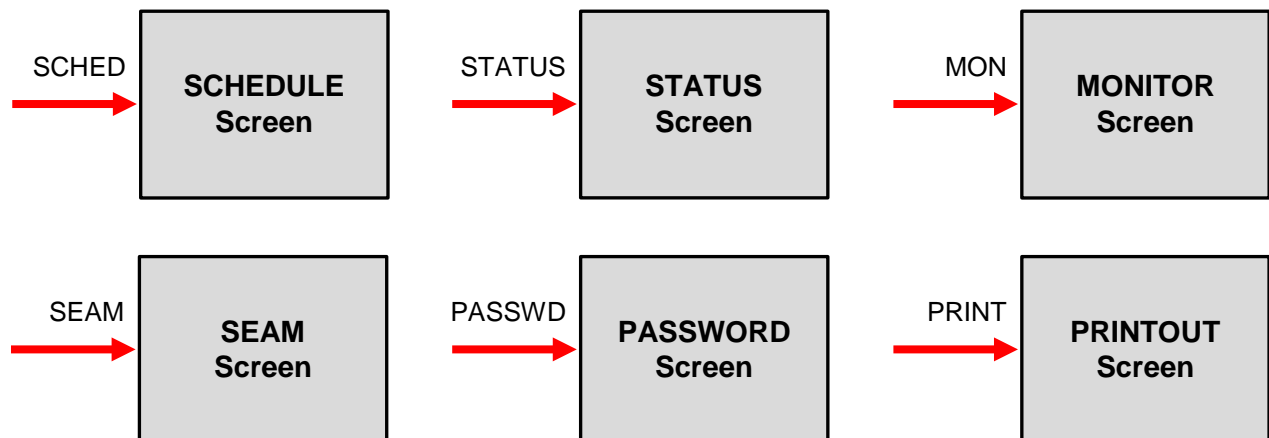 SCHED
SCHEDULE
Screen
STATUS
STATUS
Screen
MON
MONITOR
Screen
SEAM
SEAM
Screen
PASSWD
PASSWORD
Screen
PRINT
PRINTOUT
Screen